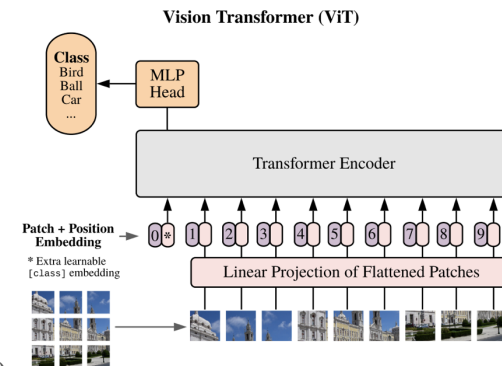 Vision Transformer (ViT)
Class
Bird
Ball
Car
...
MLP
Head
Transformer Encoder
Patch + Position
Embedding
* Extra learnable
[class] embedding
0 * 1 2 3 4 5 6 7 8 9
Linear Projection of Flattened Patches